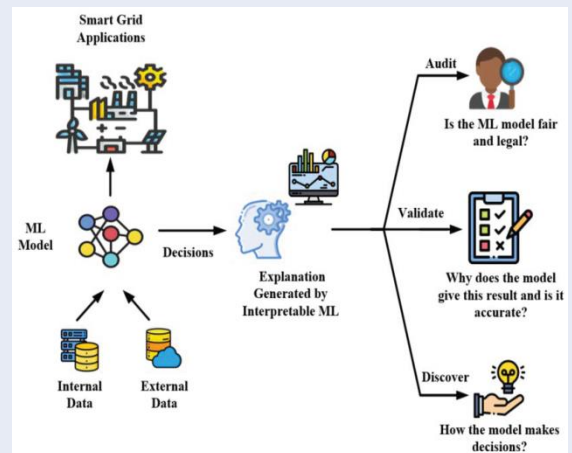 Smart Grid
Applications
ML
Model
Internal
Data
External
Data
Decisions
Explanation
Generated by
Interpretable ML
Audit
Is the ML model fair
and legal?
Validate
Why does the model
give this result and is it
accurate?
Discover
How the model makes
decisions?